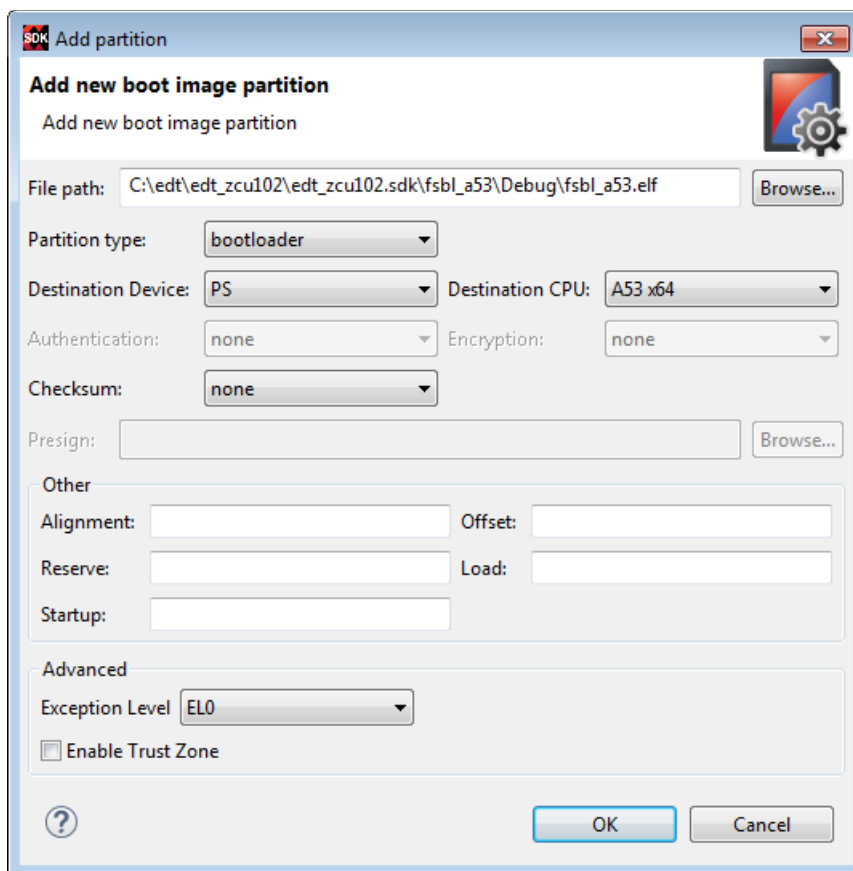 SDK Add partition
Add new boot image partition
Add new boot image partition
File path: C:\edt\edt_zcu102\edt_zcu102.sdk\fsbl_a53\Debug\fsbl_a53.elf Browse...
Partition type: bootloader
Destination Device: PS Destination CPU: A53 x64
Authentication: none Encryption: none
Checksum: none
Presign: Browse...
Other
Alignment: Offset:
Reserve: Load:
Startup:
Advanced
Exception Level EL0
Enable Trust Zone
? OK Cancel